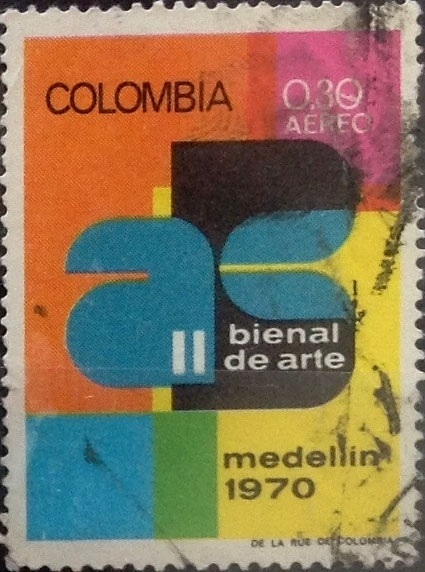 COLOMBIA
0.30
AEREO
II bienal
de arte
medellin
1970
DE LA RUE DE COLOMBIA